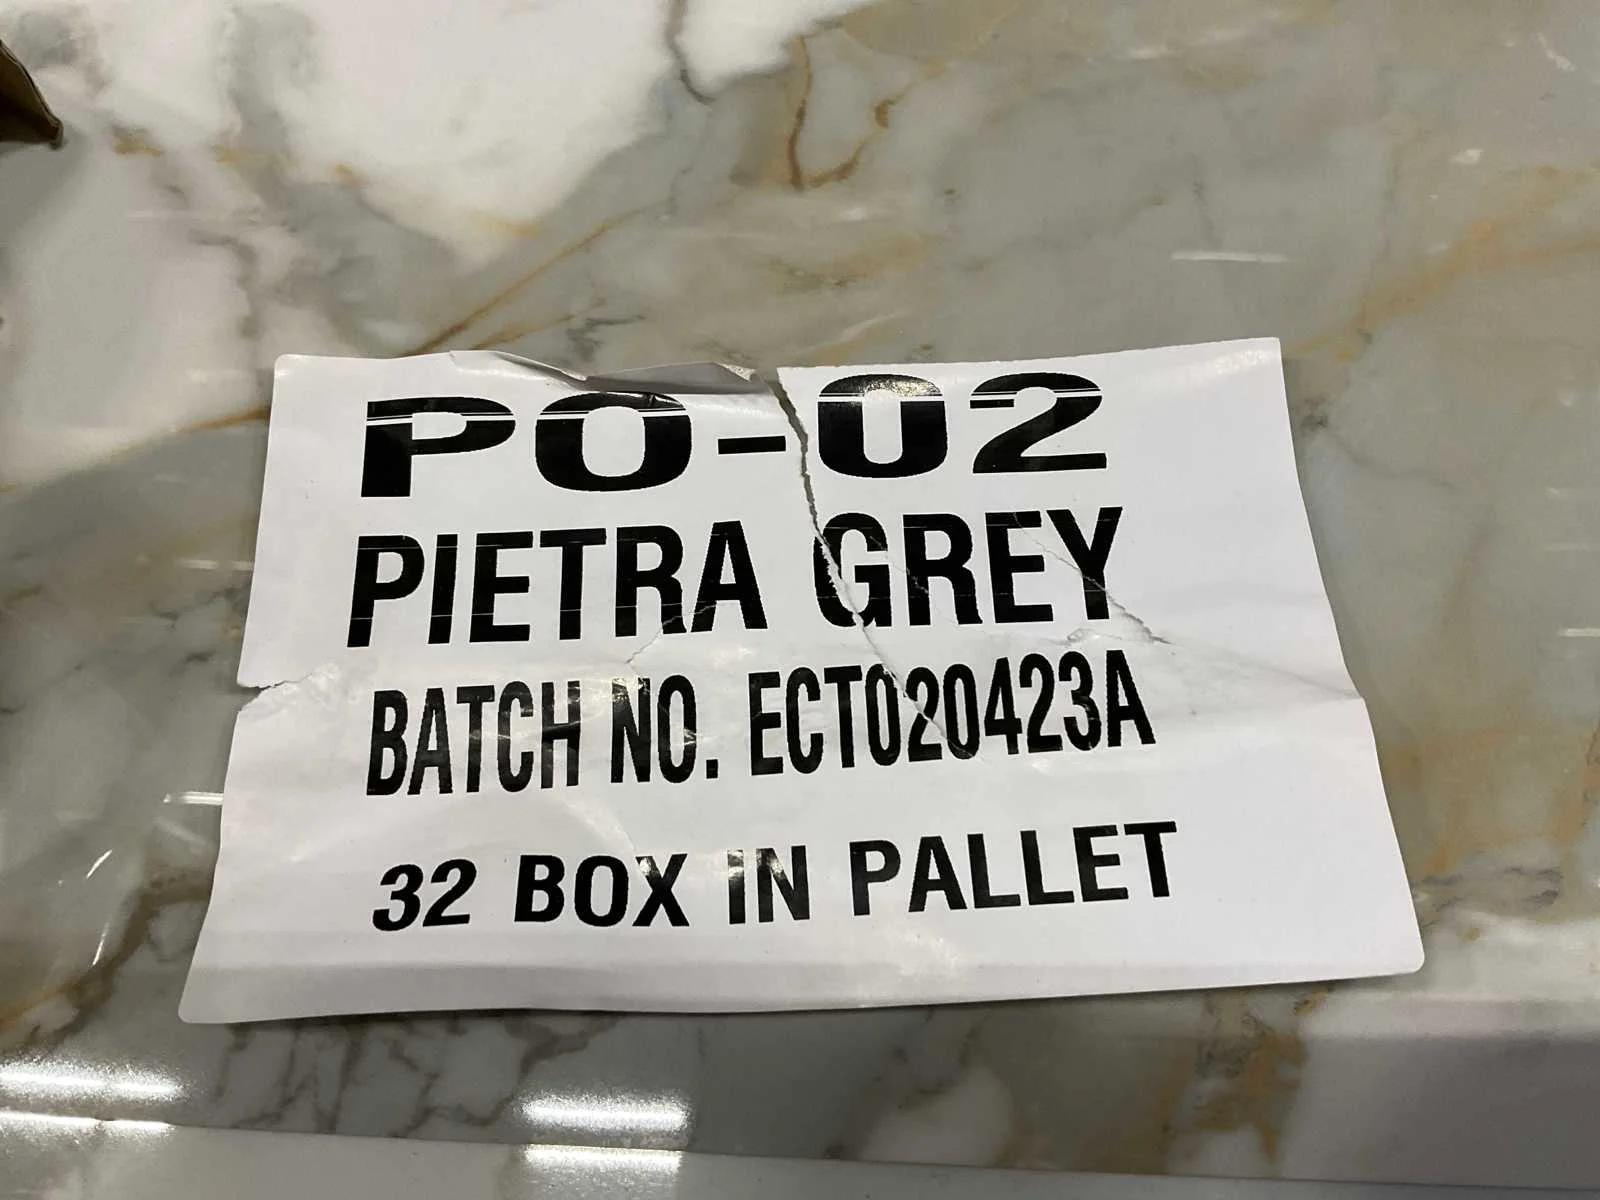 PO-02
PIETRA GREY
BATCH NO. ECT020423A
32 BOX IN PALLET